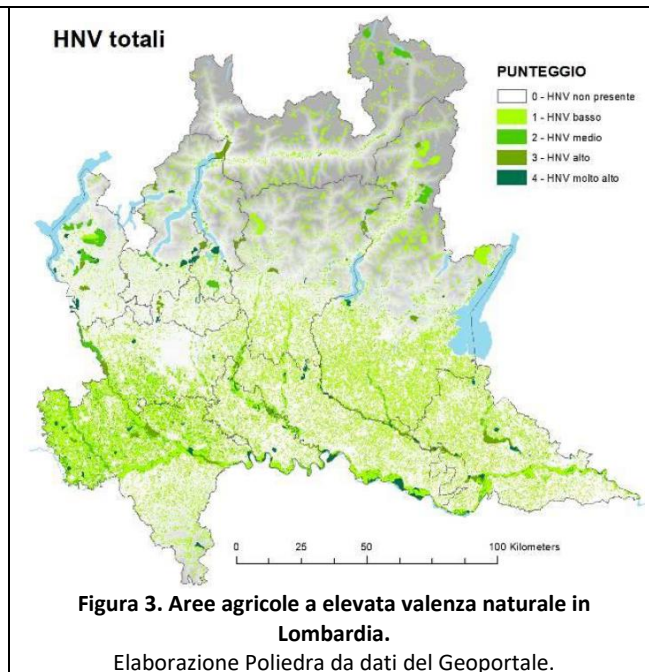 HNV totali
PUNTEGGIO
0 - HNV non presente
1 - HNV basso
2 - HNV medio
3 - HNV alto
4 - HNV molto alto
0 25 50 100 Kilometers
Figura 3. Aree agricole a elevata valenza naturale in
Lombardia.
Elaborazione Poliedra da dati del Geoportale.